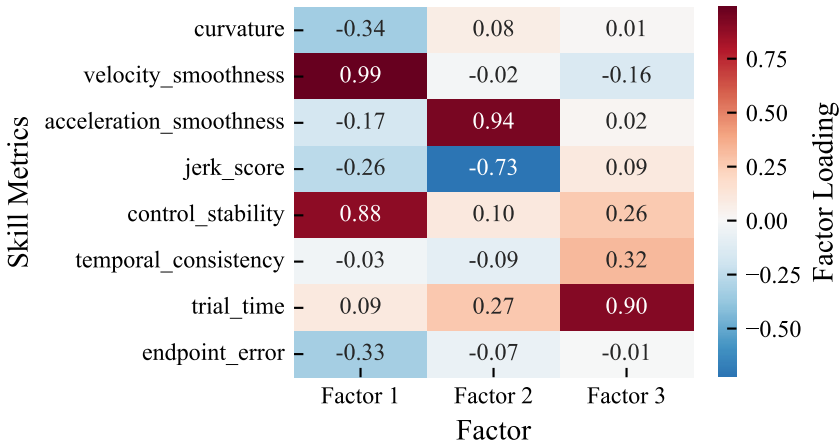 curvature -0.34 0.08 0.01
velocity_smoothness 0.99 -0.02 -0.16
acceleration_smoothness -0.17 0.94 0.02
jerk_score -0.26 -0.73 0.09
control_stability 0.88 0.10 0.26
temporal_consistency -0.03 -0.09 0.32
trial_time 0.09 0.27 0.90
endpoint_error -0.33 -0.07 -0.01
Factor 1 Factor 2 Factor 3
Factor
Skill Metrics
0.75
0.50
0.25
0.00
−0.25
−0.50
Factor Loading